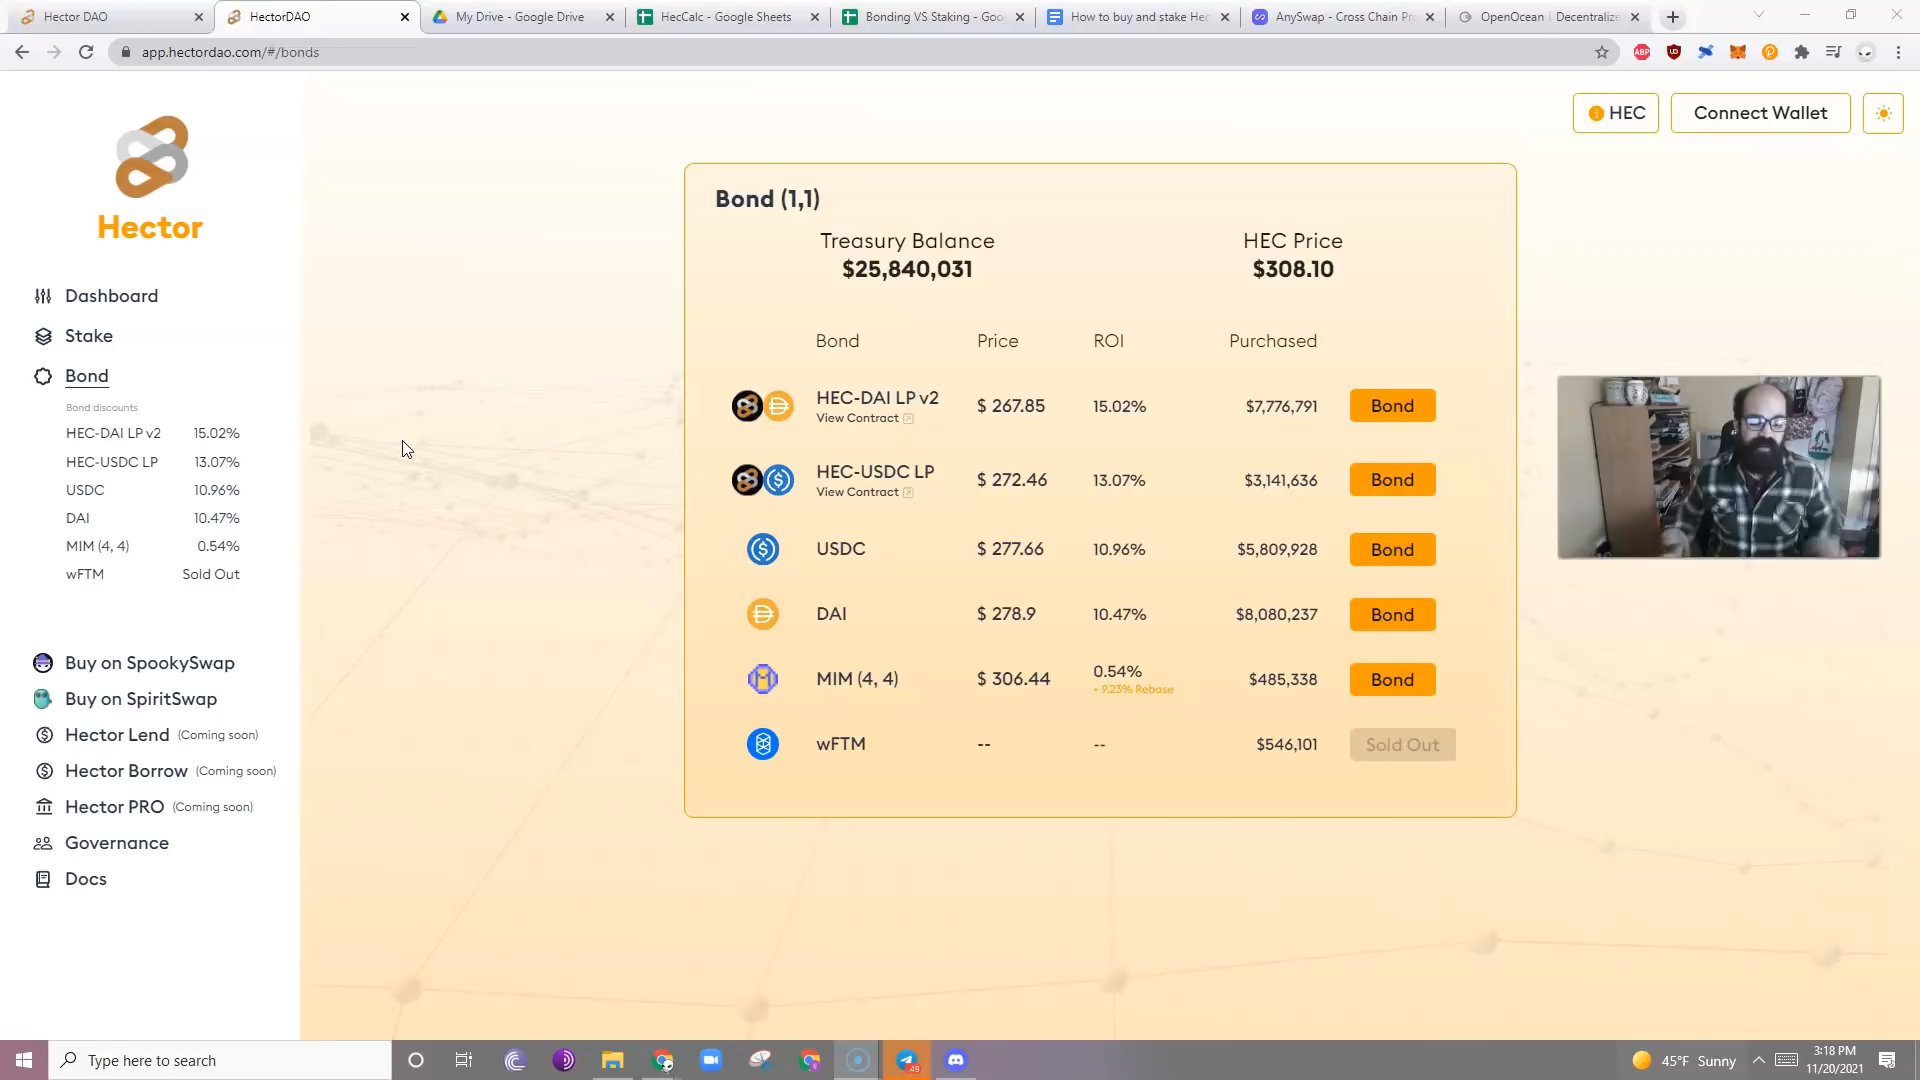 Hector DAO
HectorDAO
My Drive - Google Drive
HecCalc - Google Sheets
Bonding VS Staking - Goo
How to buy and stake Hec
AnySwap - Cross Chain Pr
OpenOcean | Decentralize
app.hectordao.com/#/bonds
ABP
HEC
Connect Wallet
Hector
Dashboard
Stake
Bond
Bond discounts
HEC-DAI LP v2 15.02%
HEC-USDC LP 13.07%
USDC 10.96%
DAI 10.47%
MIM (4, 4) 0.54%
wFTM Sold Out
Buy on SpookySwap
Buy on SpiritSwap
Hector Lend (Coming soon)
Hector Borrow (Coming soon)
Hector PRO (Coming soon)
Governance
Docs
Bond (1,1)
Treasury Balance HEC Price
$25,840,031 $308.10
Bond Price ROI Purchased
HEC-DAI LP v2 $ 267.85 15.02% $7,776,791 Bond
View Contract
HEC-USDC LP $ 272.46 13.07% $3,141,636 Bond
View Contract
USDC $ 277.66 10.96% $5,809,928 Bond
DAI $ 278.9 10.47% $8,080,237 Bond
MIM (4, 4) $ 306.44 0.54% $485,338 Bond
+ 9.23% Rebase
wFTM -- -- $546,101 Sold Out
Type here to search
49
45°F Sunny
3:18 PM
11/20/2021